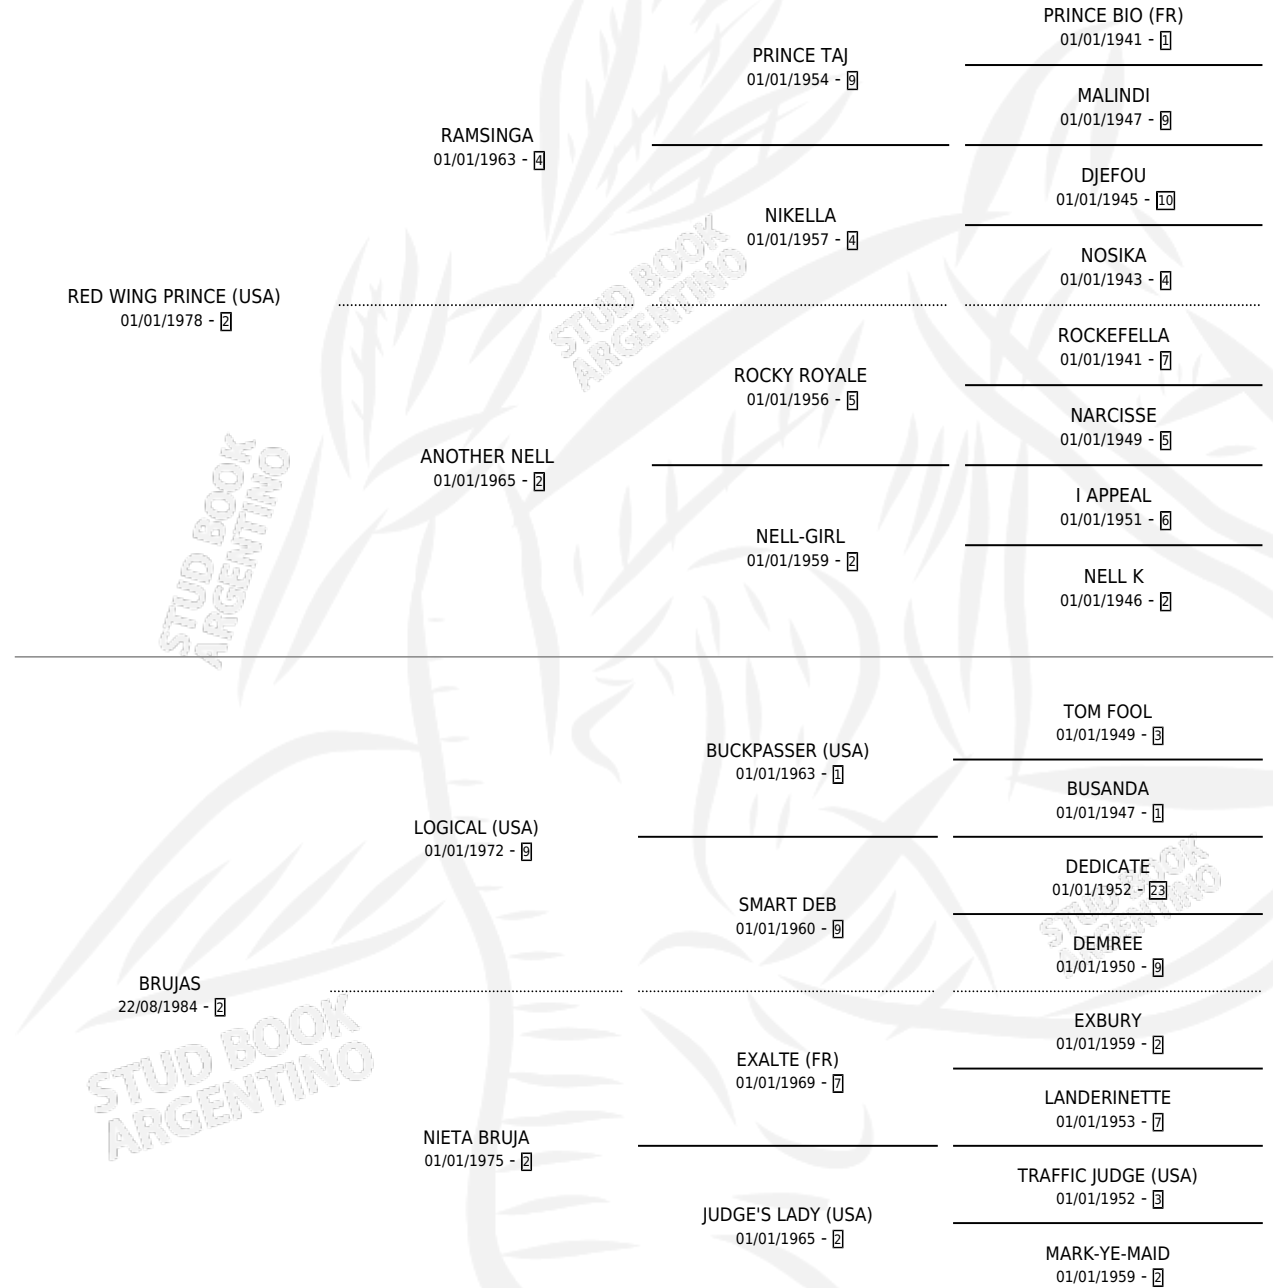 PRINCE BIO (FR)
01/01/1941 - 1
PRINCE TAJ
01/01/1954 - 9
MALINDI
01/01/1947 - 9
RAMSINGA
01/01/1963 - 4
DJEFOU
01/01/1945 - 10
NIKELLA
01/01/1957 - 4
NOSIKA
01/01/1943 - 4
RED WING PRINCE (USA)
01/01/1978 - 2
ROCKEFELLA
01/01/1941 - 7
ROCKY ROYALE
01/01/1956 - 5
NARCISSE
01/01/1949 - 5
ANOTHER NELL
01/01/1965 - 2
I APPEAL
01/01/1951 - 6
NELL-GIRL
01/01/1959 - 2
NELL K
01/01/1946 - 2
TOM FOOL
01/01/1949 - 3
BUCKPASSER (USA)
01/01/1963 - 1
BUSANDA
01/01/1947 - 1
LOGICAL (USA)
01/01/1972 - 9
DEDICATE
01/01/1952 - 23
SMART DEB
01/01/1960 - 9
DEMREE
01/01/1950 - 9
BRUJAS
22/08/1984 - 2
EXBURY
01/01/1959 - 2
EXALTE (FR)
01/01/1969 - 7
LANDERINETTE
01/01/1953 - 7
NIETA BRUJA
01/01/1975 - 2
TRAFFIC JUDGE (USA)
01/01/1952 - 3
JUDGE'S LADY (USA)
01/01/1965 - 2
MARK-YE-MAID
01/01/1959 - 2
STUD BOOK
ARGENTINO
STUD BOOK
ARGENTINO
STUD BOOK
ARGENTINO
STUD BOOK
ARGENTINO